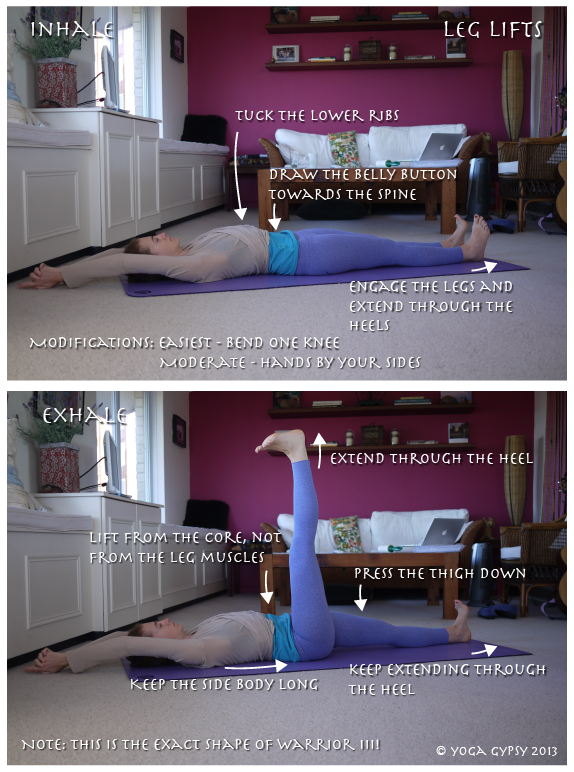 INHALE
LEG LIFTS
TUCK THE LOWER RIBS
DRAW THE BELLY BUTTON
TOWARDS THE SPINE
ENGAGE THE LEGS AND
EXTEND THROUGH THE
HEELS
MODIFICATIONS: EASIEST - BEND ONE KNEE
MODERATE - HANDS BY YOUR SIDES
EXHALE
EXTEND THROUGH THE HEEL
LIFT FROM THE CORE, NOT
FROM THE LEG MUSCLES
PRESS THE THIGH DOWN
KEEP THE SIDE BODY LONG
KEEP EXTENDING THROUGH
THE HEEL
NOTE: THIS IS THE EXACT SHAPE OF WARRIOR III!
© YOGA GYPSY 2013